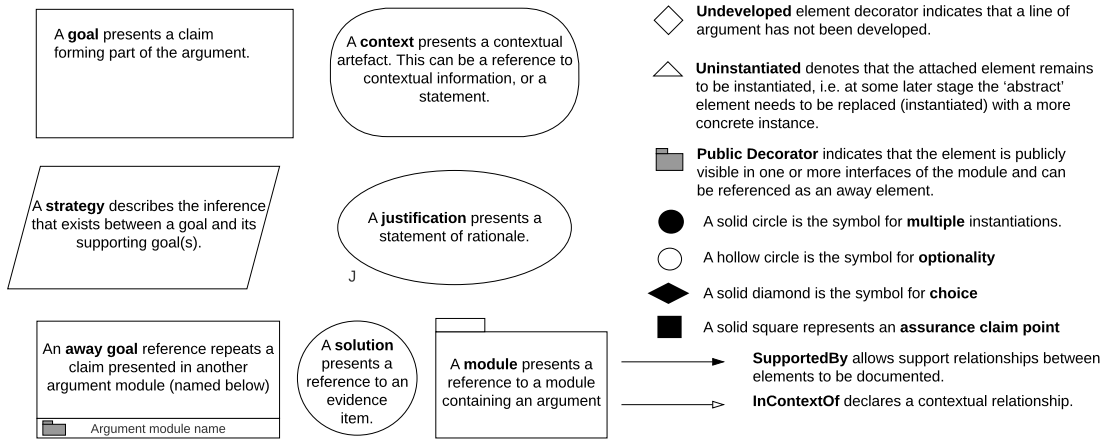 A goal presents a claim
forming part of the argument.
A context presents a contextual
artefact. This can be a reference to
contextual information, or a
statement.
A strategy describes the inference
that exists between a goal and its
supporting goal(s).
A justification presents a
statement of rationale.
J
An away goal reference repeats a
claim presented in another
argument module (named below)
Argument module name
A solution
presents a
reference to an
evidence
item.
A module presents a
reference to a module
containing an argument
Undeveloped element decorator indicates that a line of
argument has not been developed.
Uninstantiated denotes that the attached element remains
to be instantiated, i.e. at some later stage the ‘abstract’
element needs to be replaced (instantiated) with a more
concrete instance.
Public Decorator indicates that the element is publicly
visible in one or more interfaces of the module and can
be referenced as an away element.
A solid circle is the symbol for multiple instantiations.
A hollow circle is the symbol for optionality
A solid diamond is the symbol for choice
A solid square represents an assurance claim point
SupportedBy allows support relationships between
elements to be documented.
InContextOf declares a contextual relationship.